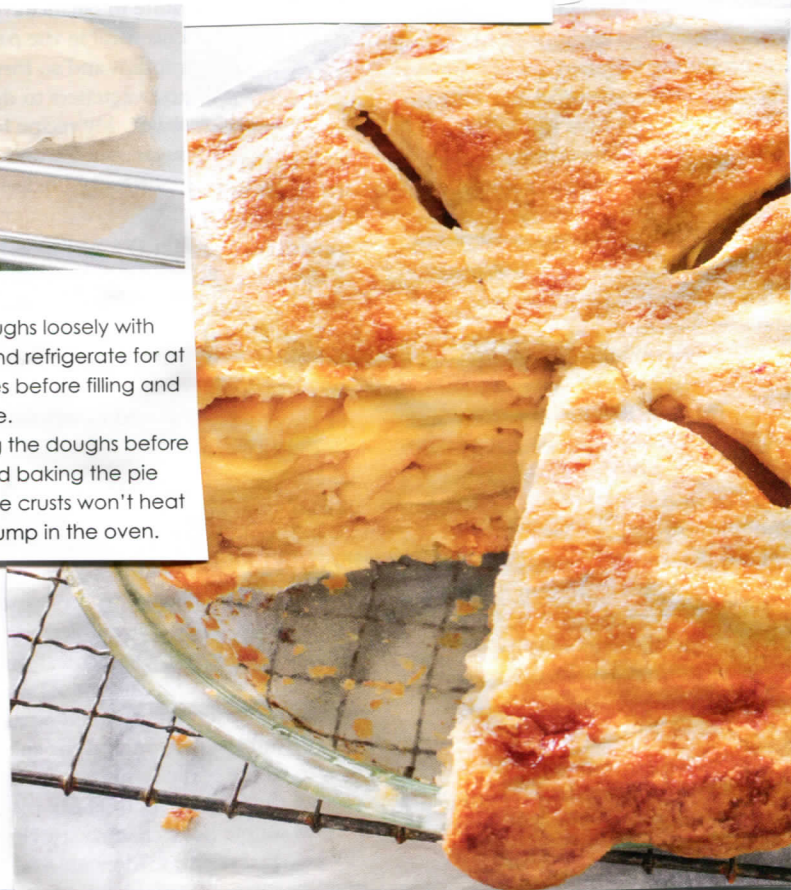 ughs loosely with
nd refrigerate for at
es before filling and
e.
g the doughs before
d baking the pie
e crusts won't heat
ump in the oven.